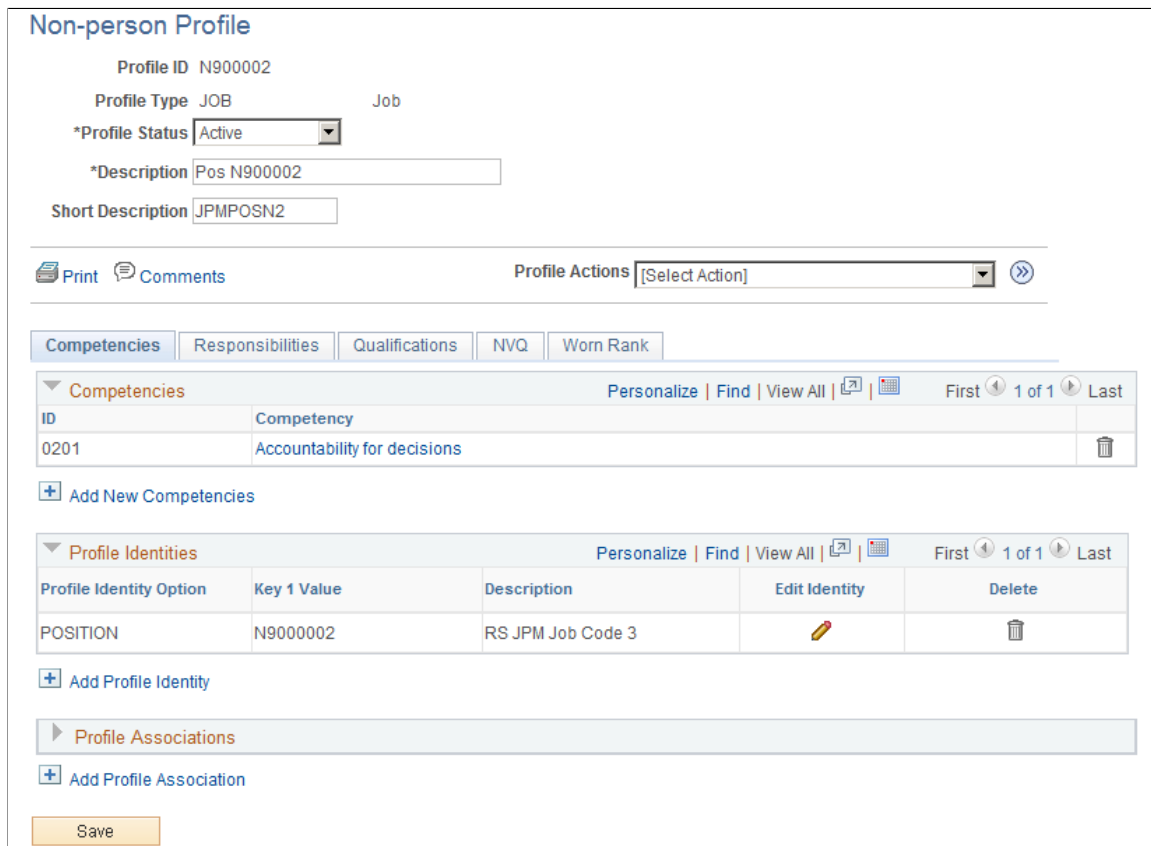 Non-person Profile
Profile ID N900002
Profile Type JOB Job
*Profile Status Active
*Description Pos N900002
Short Description JPMPOSN2
Print Comments Profile Actions [Select Action]
Competencies Responsibilities Qualifications NVQ Worn Rank
Competencies Personalize | Find | View All | | First 1 of 1 Last
ID Competency
0201 Accountability for decisions
Add New Competencies
Profile Identities Personalize | Find | View All | | First 1 of 1 Last
Profile Identity Option Key 1 Value Description Edit Identity Delete
POSITION N9000002 RS JPM Job Code 3
Add Profile Identity
Profile Associations
Add Profile Association
Save